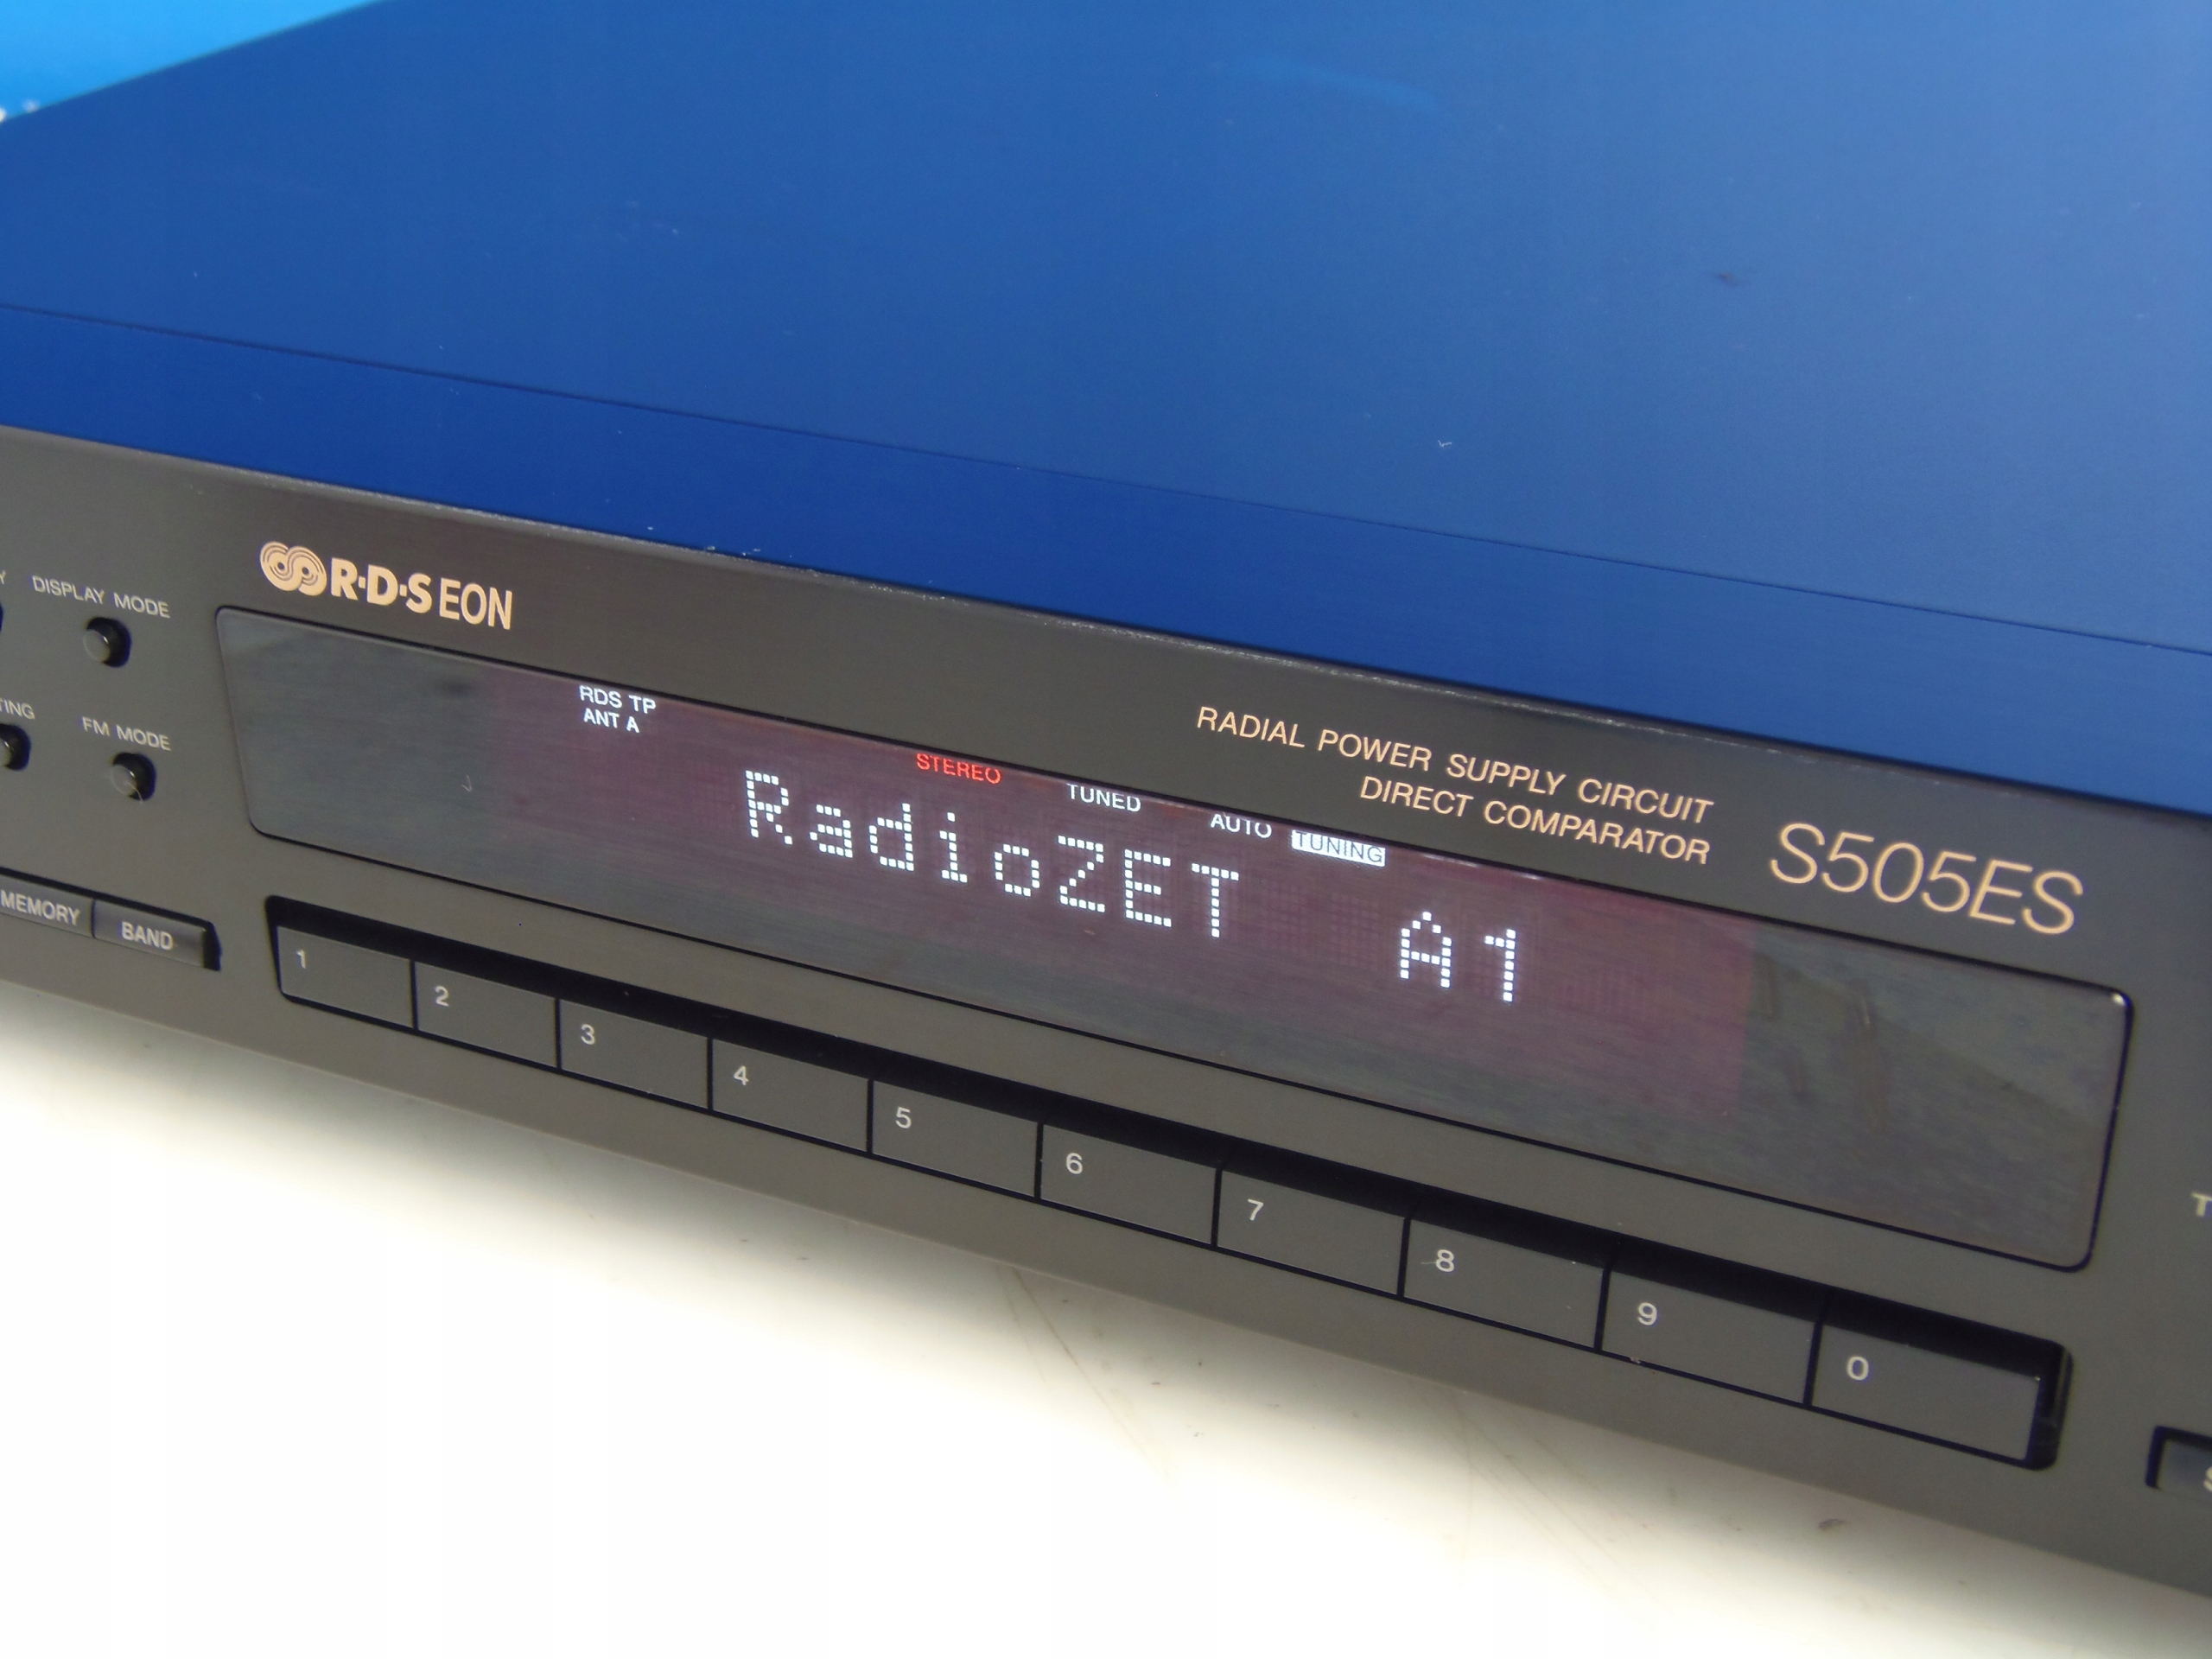 R·D·S EON
DISPLAY MODE
FM MODE
MEMORY
BAND
RDS TP
ANT A
STEREO
TUNED
AUTO TUNING
RadioZET A1
RADIAL POWER SUPPLY CIRCUIT
DIRECT COMPARATOR
S505ES
1
2
3
4
5
6
7
8
9
0